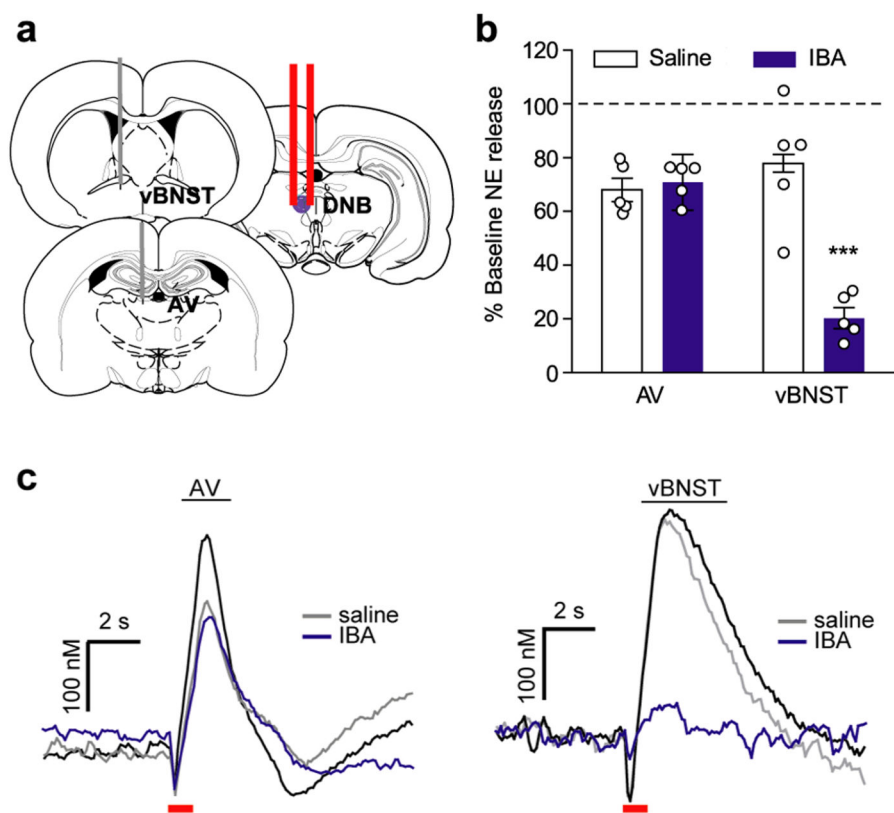 a
vBNST
DNB
AV
b
% Baseline NE release
120
100
80
60
40
20
0
Saline
IBA
***
AV
vBNST
c
AV
2 s
100 nM
saline
IBA
vBNST
2 s
100 nM
saline
IBA